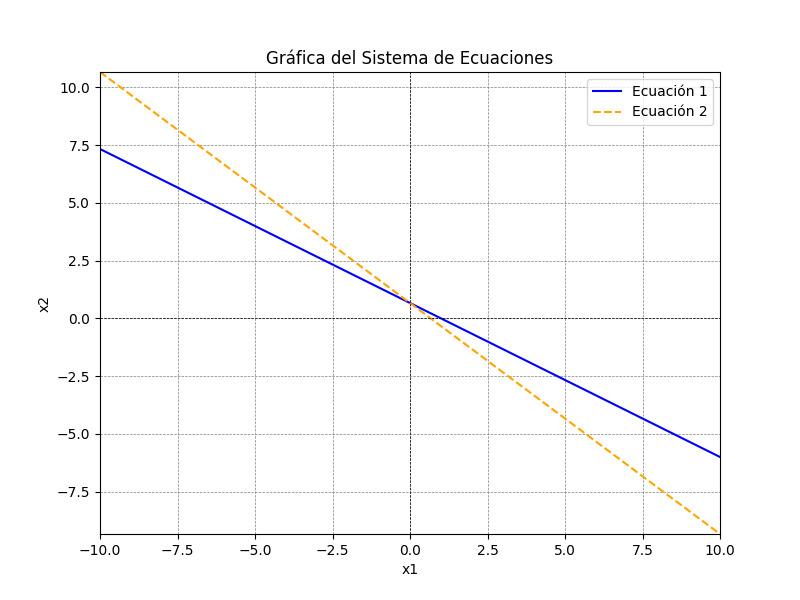 Gráfica del Sistema de Ecuaciones
Ecuación 1
Ecuación 2
10.0
7.5
5.0
2.5
0.0
−2.5
−5.0
−7.5
x2
−10.0 −7.5 −5.0 −2.5 0.0 2.5 5.0 7.5 10.0
x1